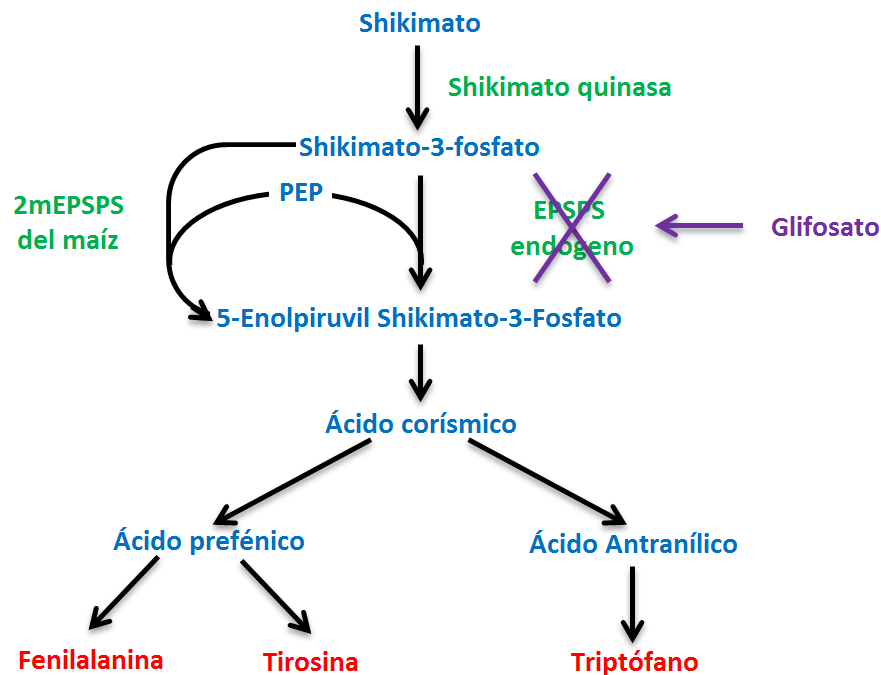 Shikimato
Shikimato quinasa
Shikimato-3-fosfato
PEP
2mEPSPS
del maíz
EPSPS
endogeno
Glifosato
5-Enolpiruvil Shikimato-3-Fosfato
Ácido corísmico
Ácido prefénico
Ácido Antranílico
Fenilalanina
Tirosina
Triptófano